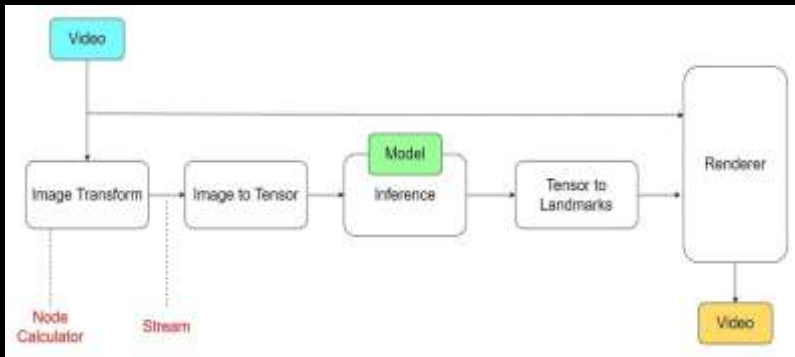 Video
Model
Renderer
Image Transform
Image to Tensor
Inference
Tensor to
Landmarks
Node
Calculator
Stream
Video